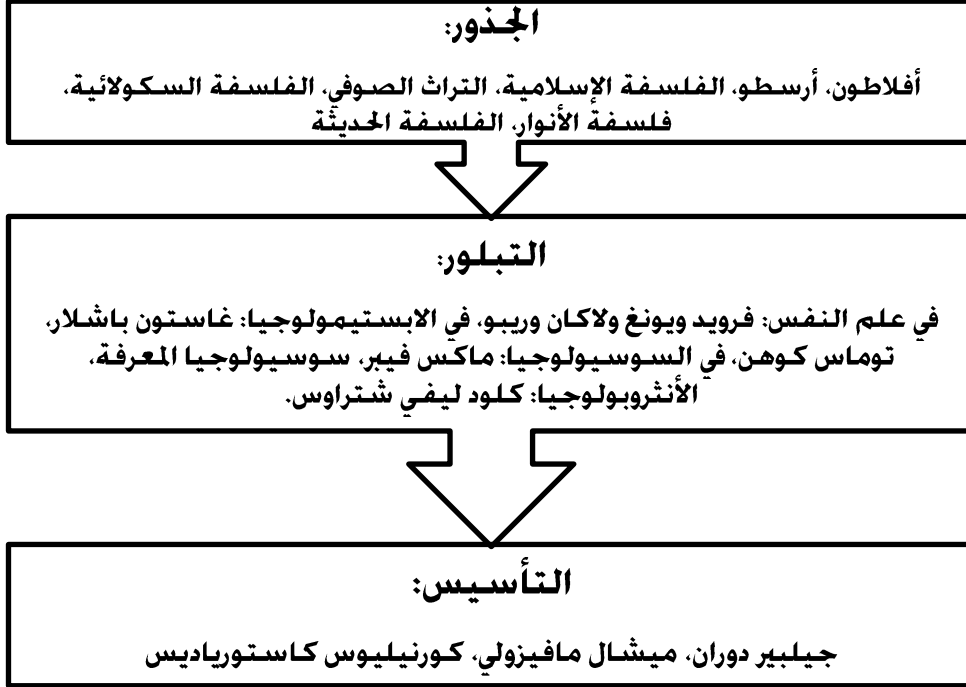 الجذور:
أفلاطون، أرسطو، الفلسفة الإسلامية، التراث الصوفي، الفلسفة السكولائية،
فلسفة الأنوار، الفلسفة الحديثة
التبلور:
في علم النفس: فرويد ويونغ ولاكان وريبو، في الابستيمولوجيا: غاستون باشلار،
توماس كوهن، في السوسيولوجيا: ماكس فيبر، سوسيولوجيا المعرفة،
الأنثروبولوجيا: كلود ليفي شتراوس.
التأسيس:
جيلبير دوران، ميشال مافيزولي، كورنيليوس كاستورياديس